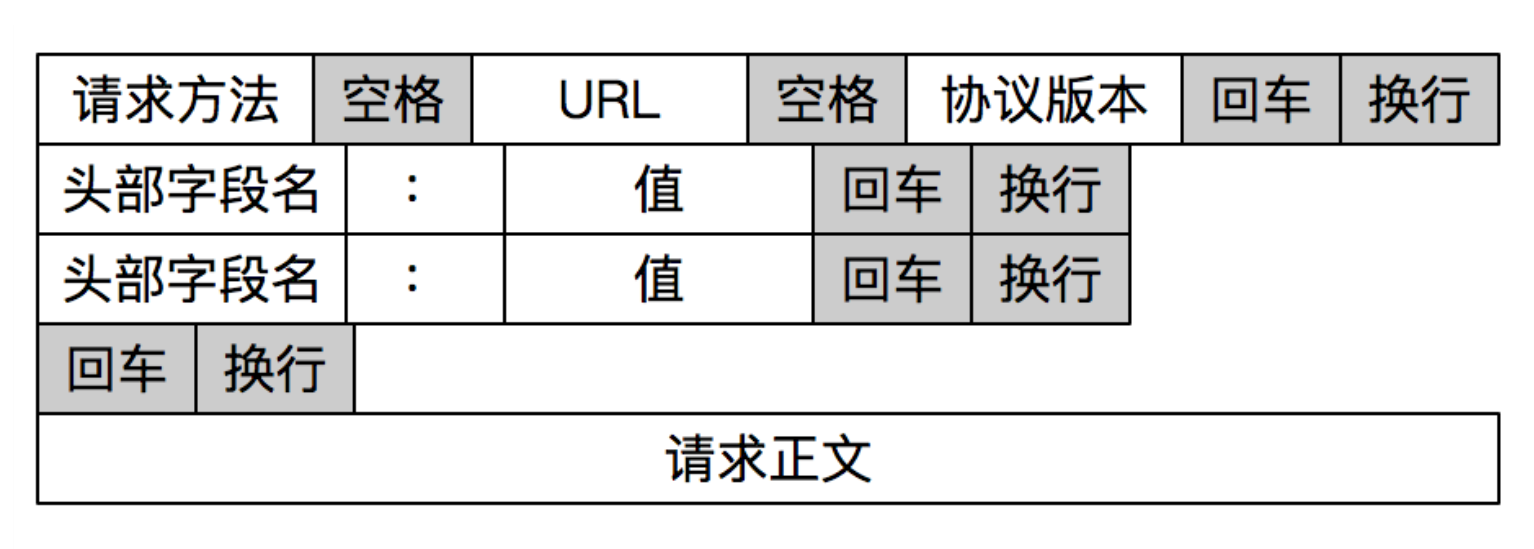 请求方法 空格 URL 空格 协议版本 回车 换行
头部字段名 : 值 回车 换行
头部字段名 : 值 回车 换行
回车 换行
请求正文